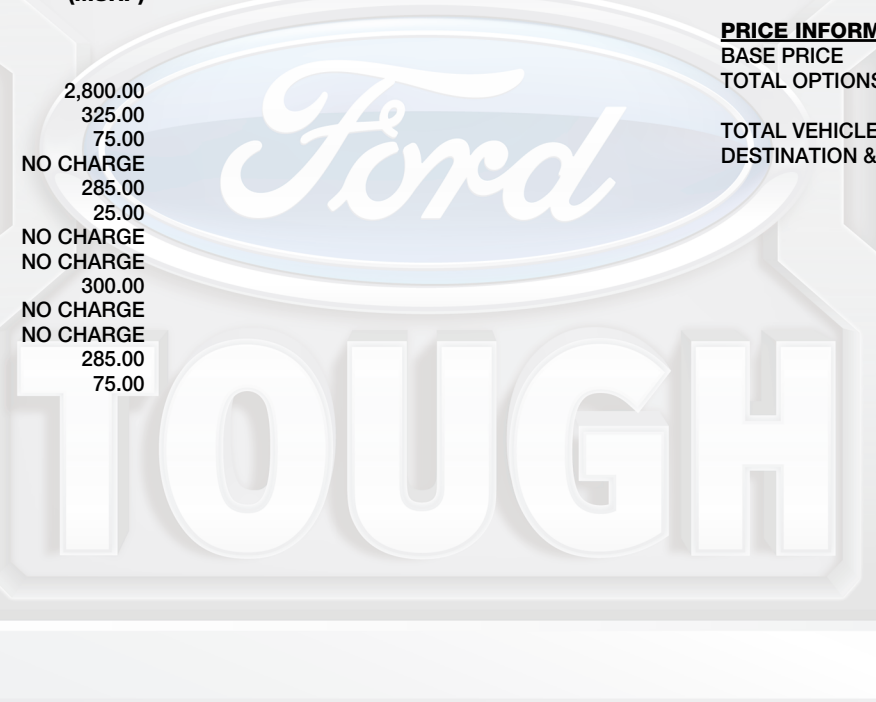 2,800.00
325.00
75.00
NO CHARGE
285.00
25.00
NO CHARGE
NO CHARGE
300.00
NO CHARGE
NO CHARGE
285.00
75.00
PRICE INFORM
BASE PRICE
TOTAL OPTIONS
TOTAL VEHICLE
DESTINATION &
Ford
TOUGH